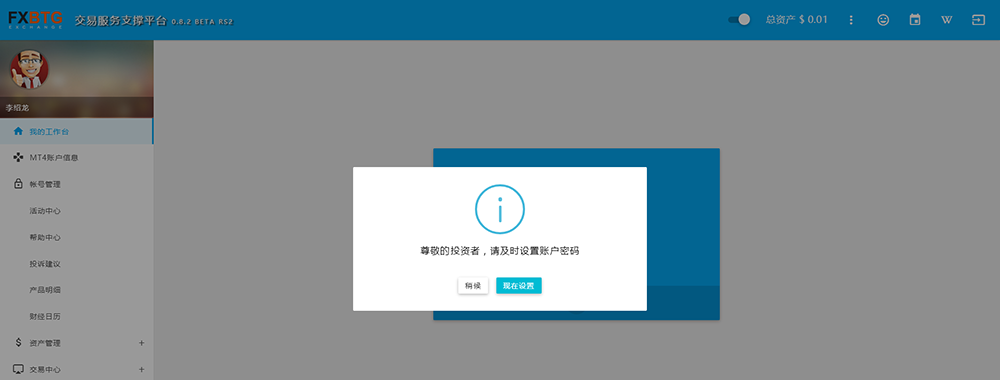 FXBTG
EXCHANGE
交易服务支撑平台 0.8.2 BETA RS2
总资产 $ 0.01
W
李绍龙
我的工作台
MT4账户信息
帐号管理
活动中心
帮助中心
投诉建议
产品明细
财经日历
资产管理 +
交易中心 +
尊敬的投资者，请及时设置账户密码
稍候
现在设置